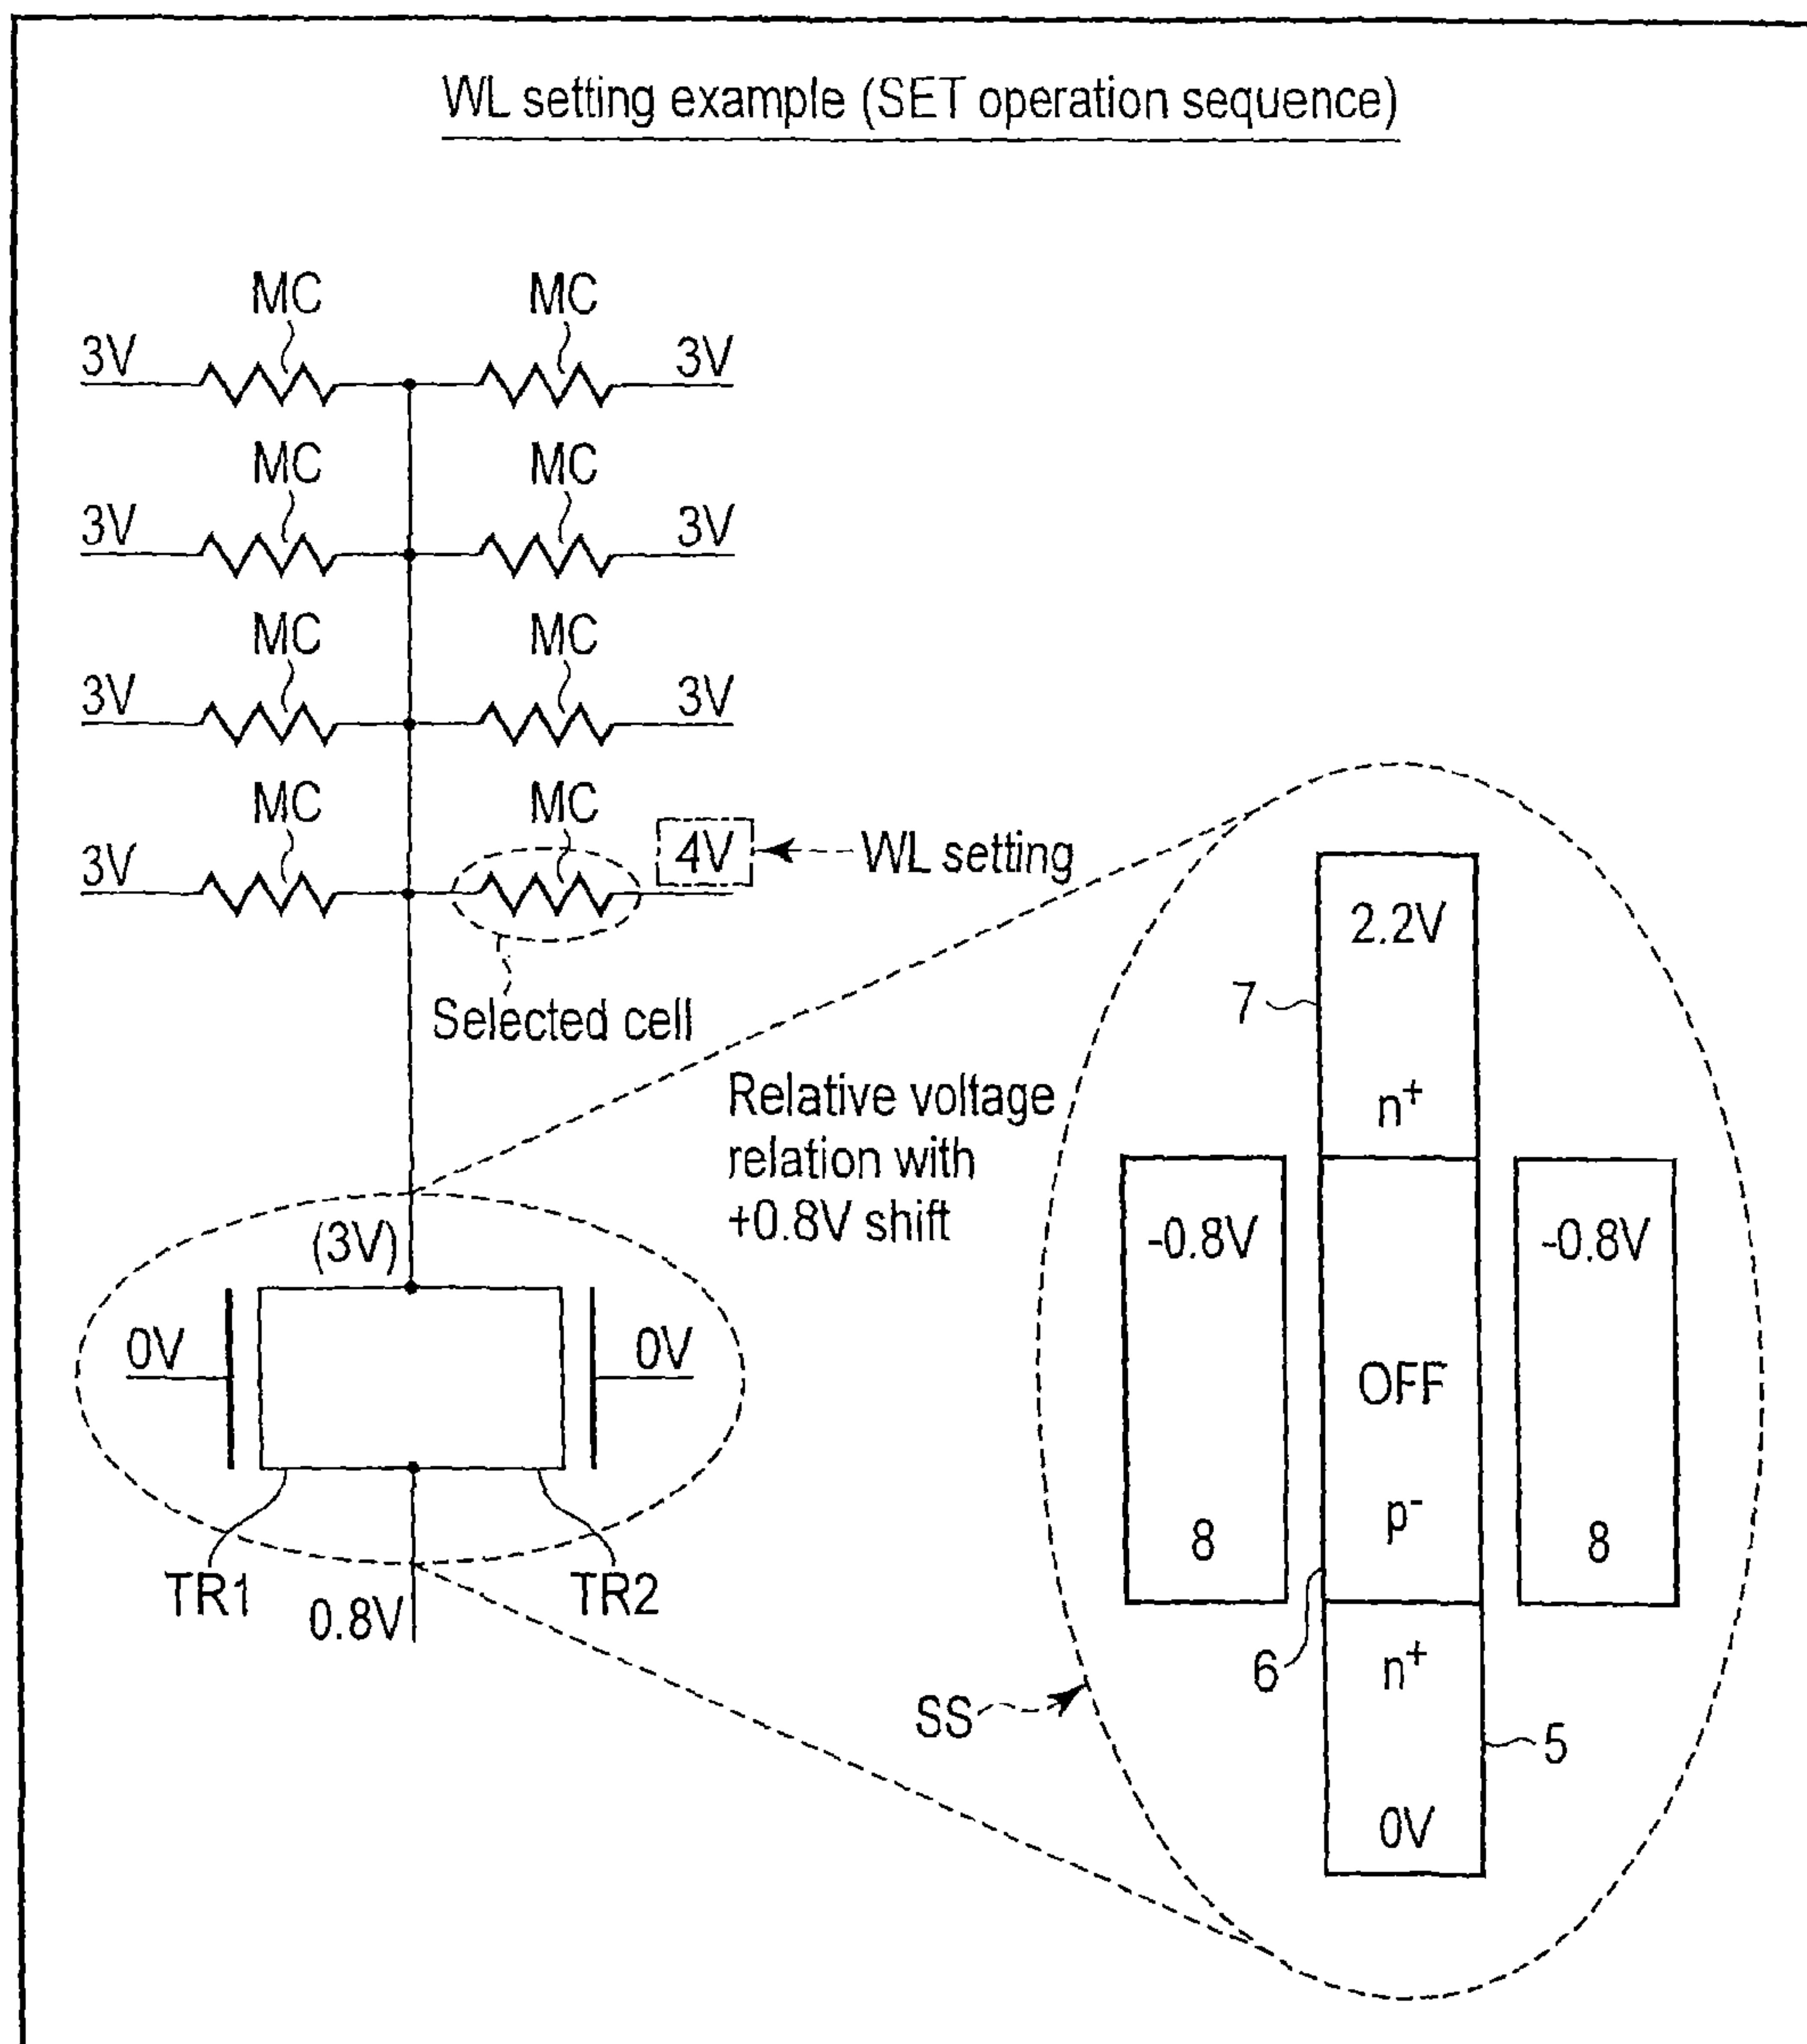 WL setting example (SET operation sequence)
MC MC
3V 3V
MC MC
3V 3V
MC MC
3V 3V
MC MC
3V 4V WL setting
Selected cell
Relative voltage
relation with
+0.8V shift
(3V)
0V 0V
TR1 TR2
0.8V
2.2V
7
n+
-0.8V -0.8V
OFF
p-
8 8
6
n+
SS
5
0V